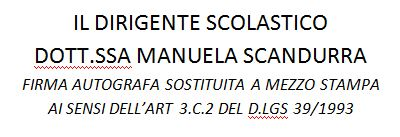 IL DIRIGENTE SCOLASTICO
DOTT.SSA MANUELA SCANDURRA
FIRMA AUTOGRAFA SOSTITUITA A MEZZO STAMPA
AI SENSI DELL'ART 3.C.2 DEL D.LGS 39/1993